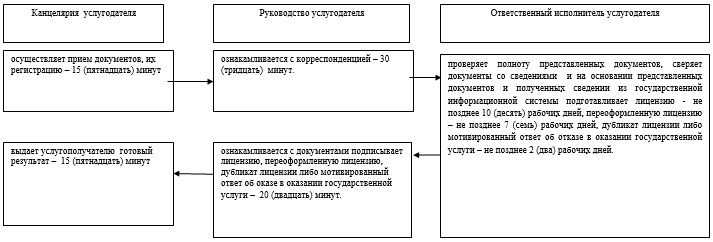 Канцелярия услугодателя
Руководство услугодателя
Ответственный исполнитель услугодателя
осуществляет прием документов, их
регистрацию – 15 (пятнадцать) минут
ознакамливается с корреспонденцией – 30
(тридцать) минут.
проверяет полноту представленных документов, сверяет
документы со сведениями и на основании представленных
документов и полученных сведении из государственной
информационной системы подготавливает лицензию - не
позднее 10 (десять) рабочих дней, переоформленную лицензию
– не позднее 7 (семь) рабочих дней, дубликат лицензии либо
мотивированный ответ об отказе в оказании государственной
услуги – не позднее 2 (два) рабочих дней.
выдает услугополучателю готовый
результат – 15 (пятнадцать) минут
ознакамливается с документами подписывает
лицензию, переоформленную лицензию,
дубликат лицензии либо мотивированный
ответ об оказе в оказании государственной
услуги – 20 (двадцать) минут.